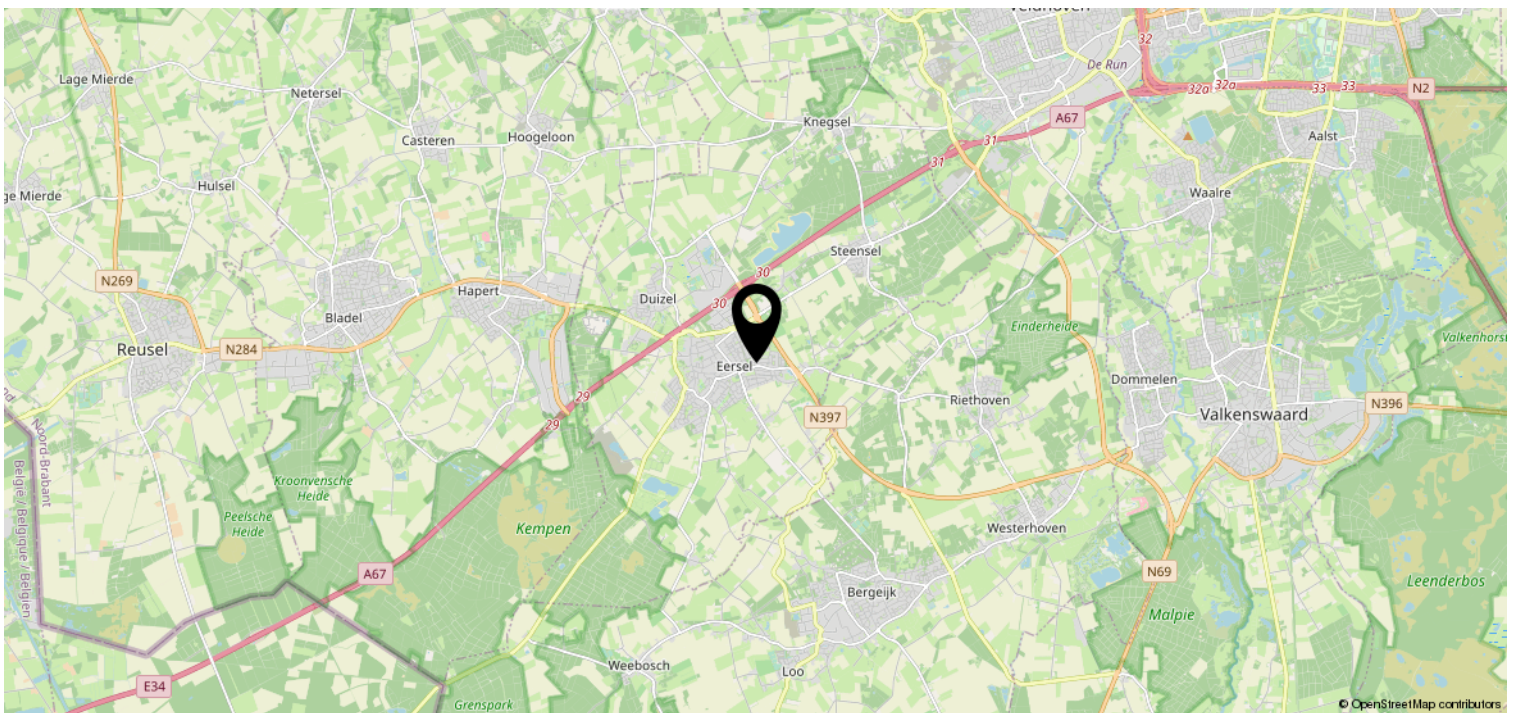 Veldhoven
32
De Run
Lage Mierde
Netersel
32a
32a
33
33
N2
Knegsel
A67
Casteren
Hoogeloon
Aalst
31
31
Hulsel
ge Mierde
Waalre
Steensel
30
N269
Hapert
Duizel
30
Bladel
Einderheide
Valkenhorst
Reusel
N284
Eersel
Dommelen
29
Riethoven
N396
Valkenswaard
N397
29
Noord-Brabant
België / Belgique / Belgien
Kroonvensche
Heide
Peelsche
Heide
Kempen
Westerhoven
A67
N69
Bergeijk
Leenderbos
Malpie
Weebosch
Loo
E34
Grenspark
© OpenStreetMap contributors